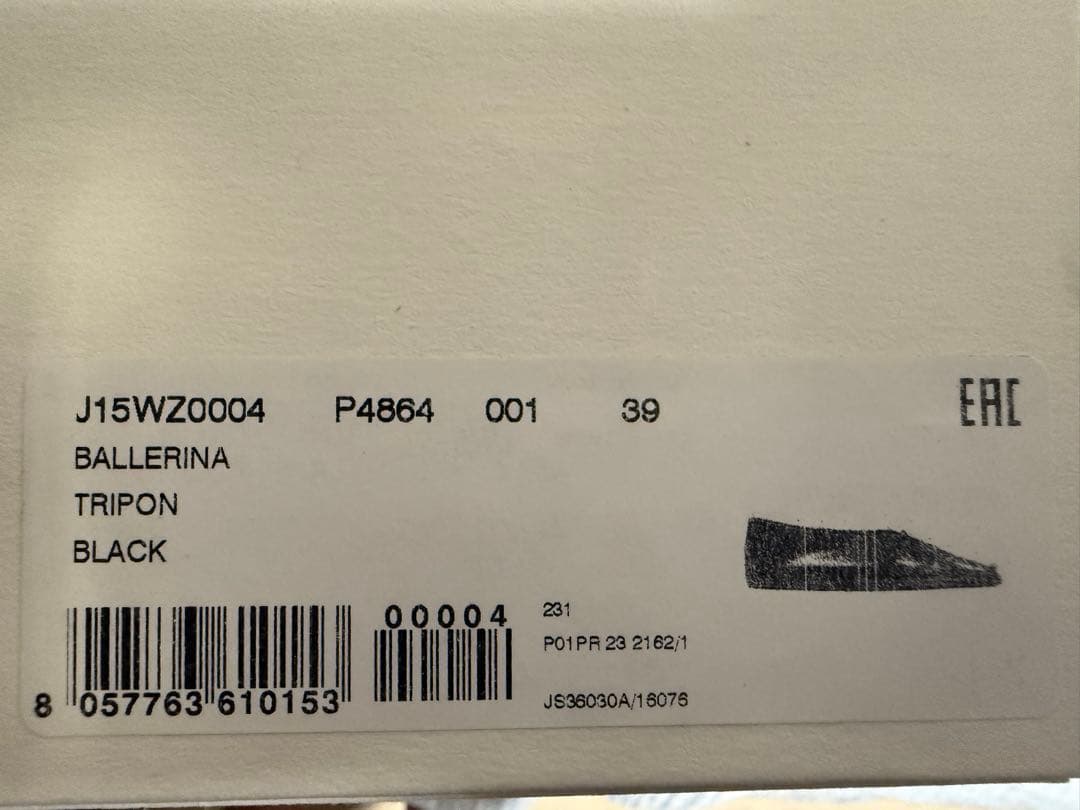 J15WZ0004 P4864 001 39
EAC
BALLERINA
TRIPON
BLACK
00004
231
P01PR 23 2162/1
JS36030A/16076
8 057763 610153